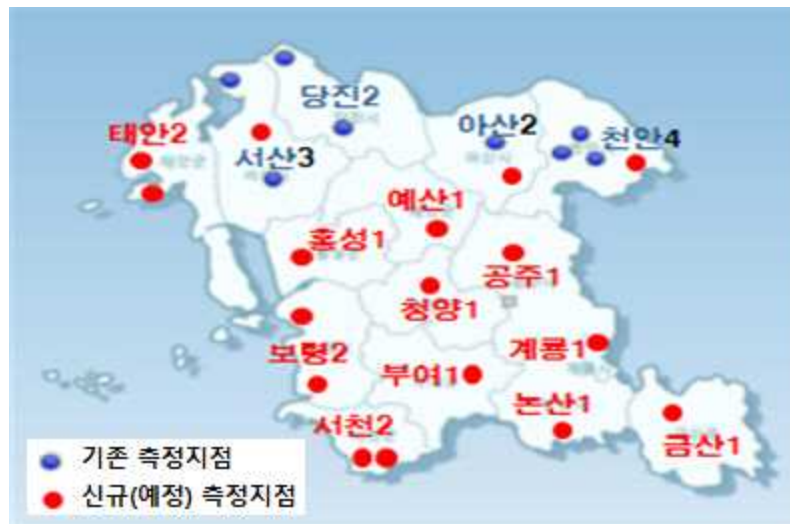 당진2
태안2
아산2
천안4
서산3
예산1
홍성1
공주1
청양1
보령2
계룡1
부여1
논산1
서천2
금산1
기존 측정지점
신규(예정) 측정지점